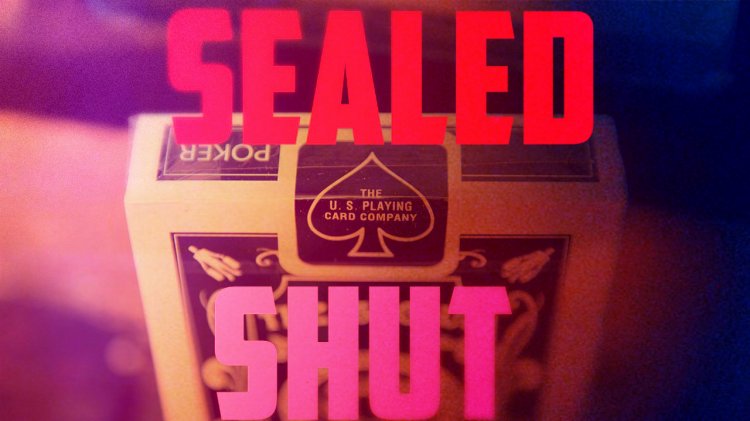 SEALED
POKER
THE
U. S. PLAYING
CARD COMPANY
SHUT